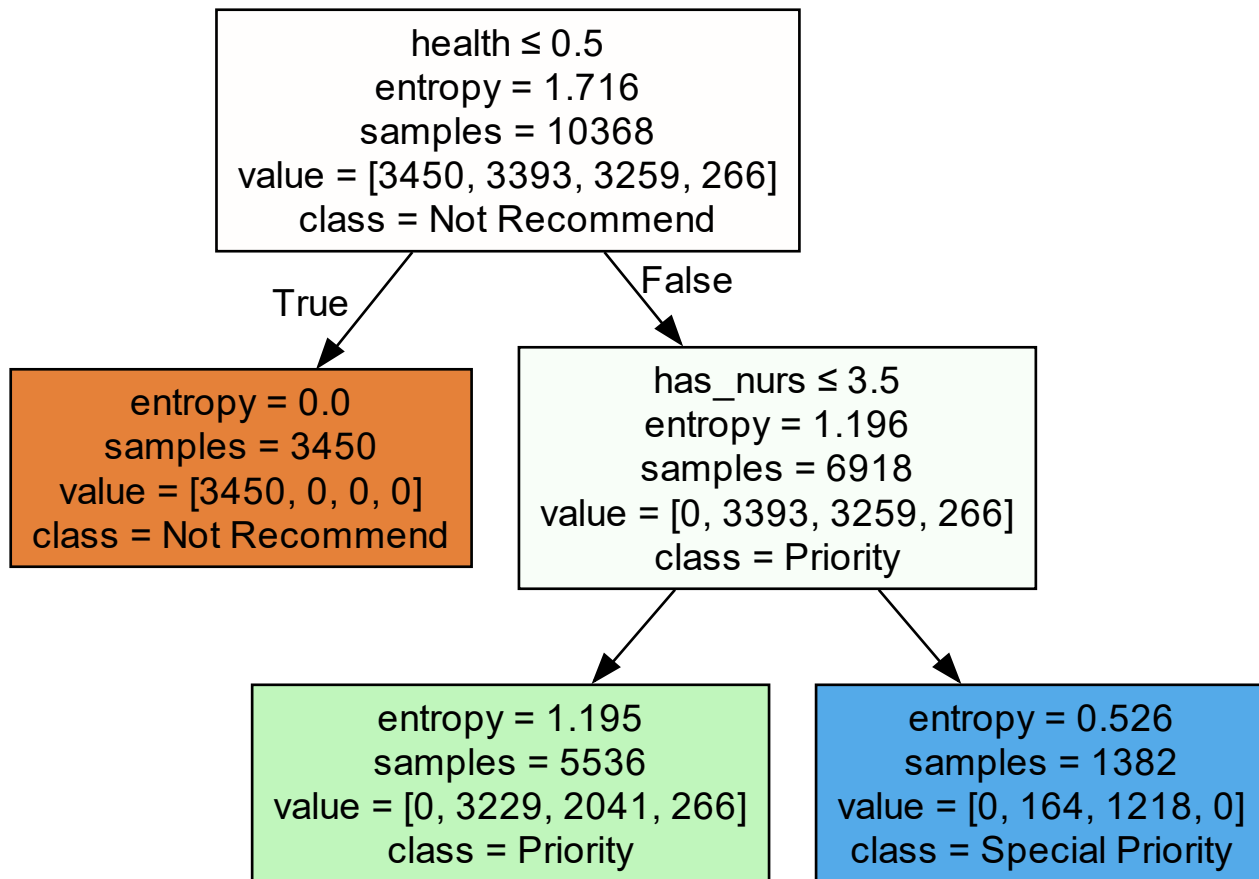 health ≤ 0.5
entropy = 1.716
samples = 10368
value = [3450, 3393, 3259, 266]
class = Not Recommend
True
False
entropy = 0.0
samples = 3450
value = [3450, 0, 0, 0]
class = Not Recommend
has_nurs ≤ 3.5
entropy = 1.196
samples = 6918
value = [0, 3393, 3259, 266]
class = Priority
entropy = 1.195
samples = 5536
value = [0, 3229, 2041, 266]
class = Priority
entropy = 0.526
samples = 1382
value = [0, 164, 1218, 0]
class = Special Priority